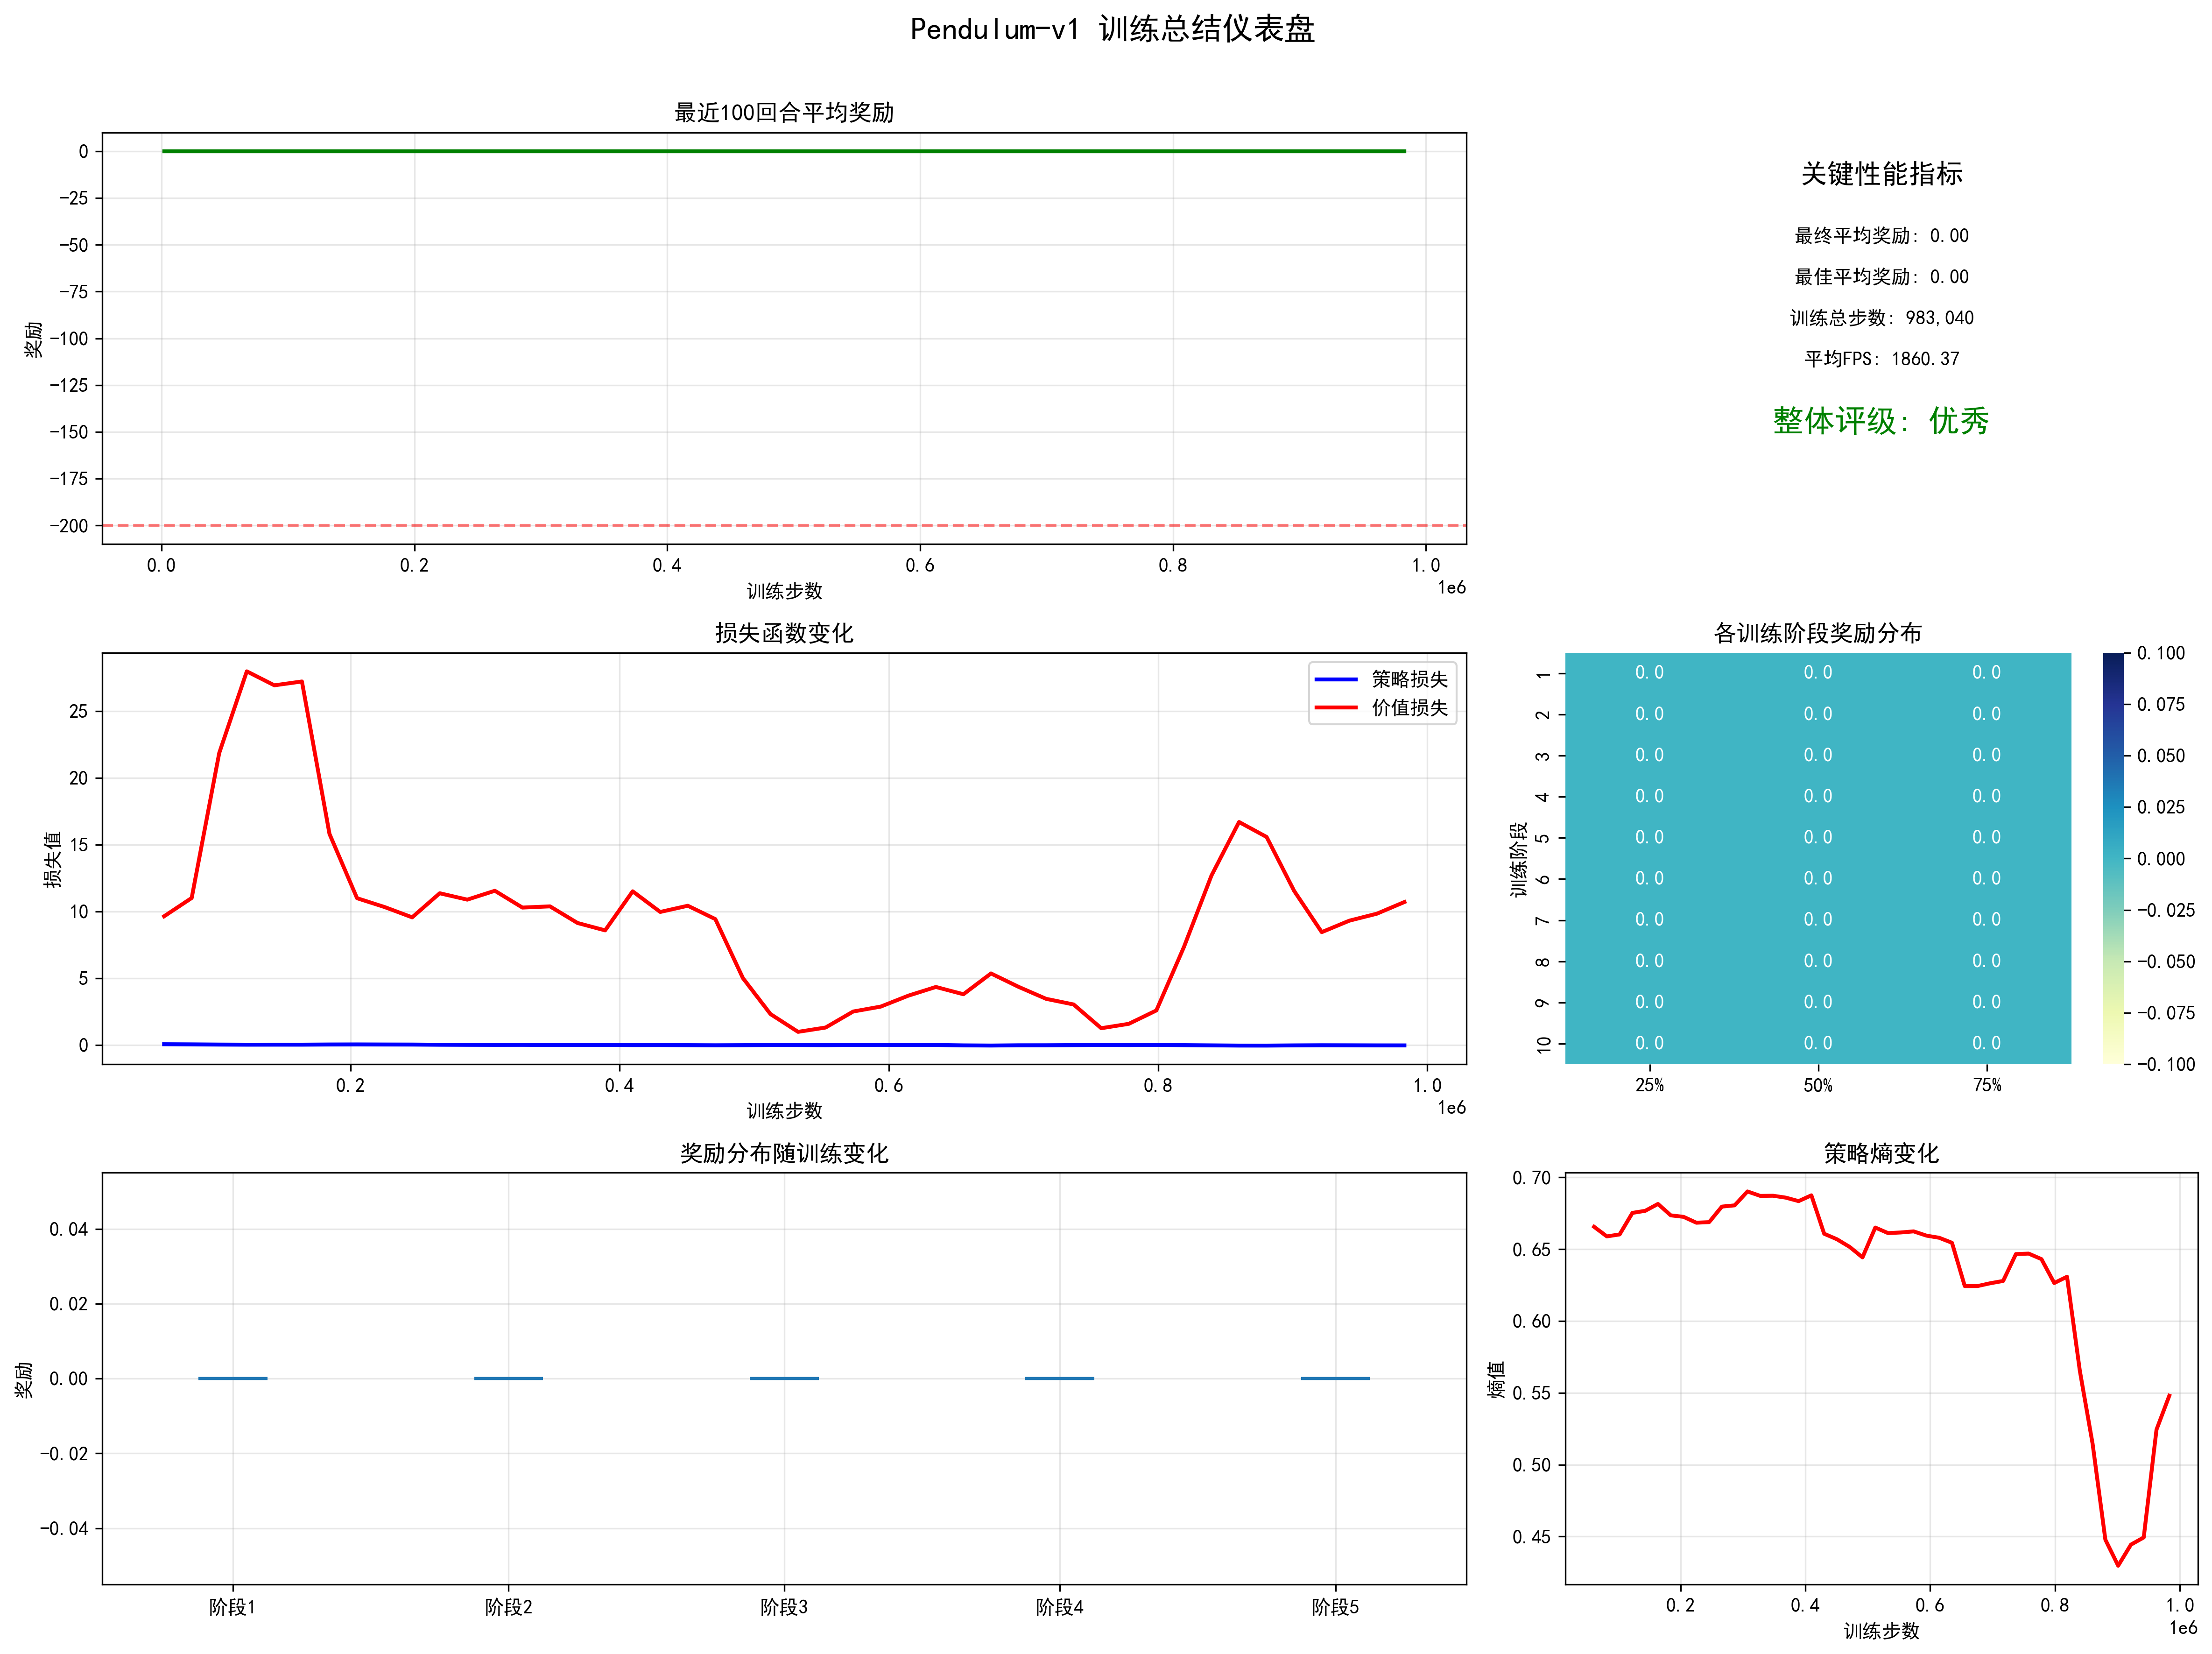 Pendulum-v1 训练总结仪表盘
最近100回合平均奖励
0
-25
-50
-75
-100
-125
-150
-175
-200
奖励
0.0 0.2 0.4 0.6 0.8 1.0
1e6
训练步数
关键性能指标
最终平均奖励: 0.00
最佳平均奖励: 0.00
训练总步数: 983,040
平均FPS: 1860.37
整体评级: 优秀
损失函数变化
策略损失
价值损失
25
20
15
10
5
0
损失值
0.2 0.4 0.6 0.8 1.0
1e6
训练步数
各训练阶段奖励分布
1 0.0 0.0 0.0
2 0.0 0.0 0.0
3 0.0 0.0 0.0
4 0.0 0.0 0.0
5 0.0 0.0 0.0
6 0.0 0.0 0.0
7 0.0 0.0 0.0
8 0.0 0.0 0.0
9 0.0 0.0 0.0
10 0.0 0.0 0.0
训练阶段
25% 50% 75%
0.100
0.075
0.050
0.025
0.000
-0.025
-0.050
-0.075
-0.100
奖励分布随训练变化
0.04
0.02
0.00
-0.02
-0.04
奖励
阶段1 阶段2 阶段3 阶段4 阶段5
策略熵变化
0.70
0.65
0.60
0.55
0.50
0.45
熵值
0.2 0.4 0.6 0.8 1.0
1e6
训练步数